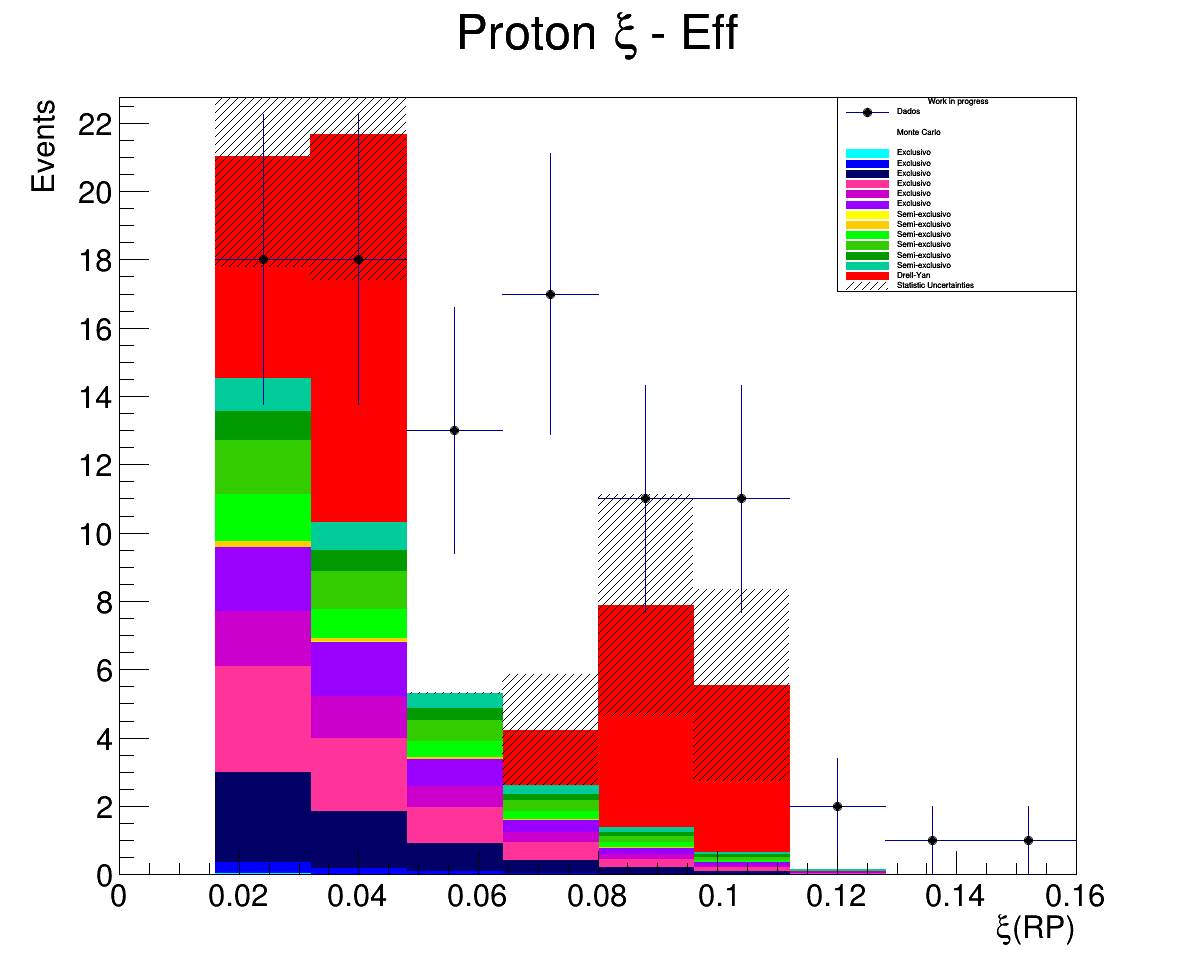 Proton ξ - Eff
Events
22
20
18
16
14
12
10
8
6
4
2
0
Work in progress
Dados
Monte Carlo
Exclusivo
Exclusivo
Exclusivo
Exclusivo
Exclusivo
Exclusivo
Semi-exclusivo
Semi-exclusivo
Semi-exclusivo
Semi-exclusivo
Semi-exclusivo
Semi-exclusivo
Drell-Yan
Statistic Uncertainties
0 0.02 0.04 0.06 0.08 0.1 0.12 0.14 0.16
ξ(RP)